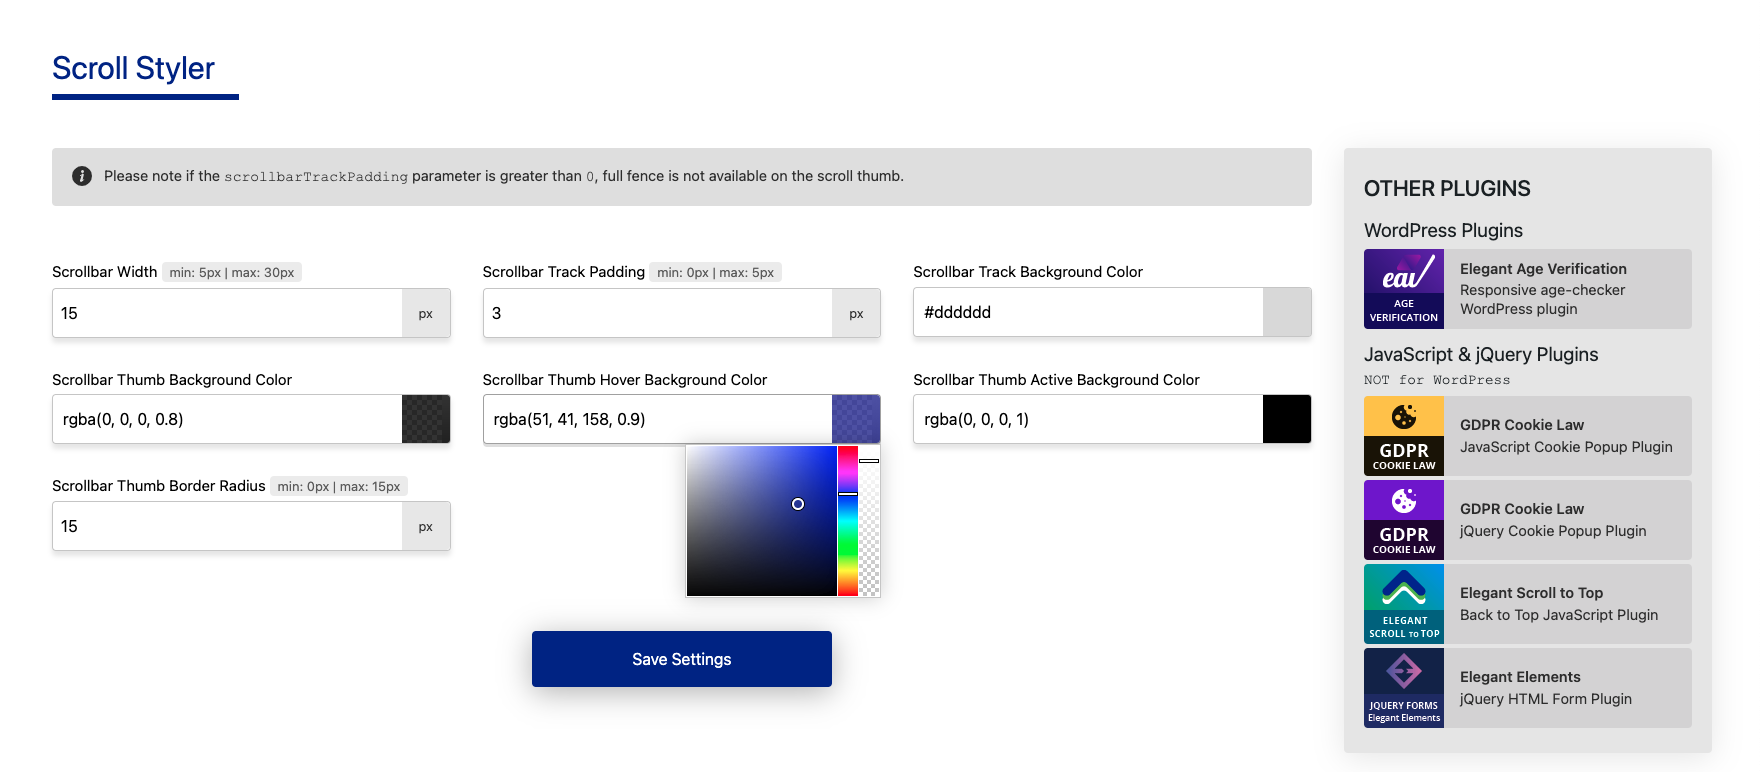 Scroll Styler
Please note if the scrollbarTrackPadding parameter is greater than 0, full fence is not available on the scroll thumb.
Scrollbar Width min: 5px | max: 30px
15 px
Scrollbar Track Padding min: 0px | max: 5px
3 px
Scrollbar Track Background Color
#dddddd
Scrollbar Thumb Background Color
rgba(0, 0, 0, 0.8)
Scrollbar Thumb Hover Background Color
rgba(51, 41, 158, 0.9)
Scrollbar Thumb Active Background Color
rgba(0, 0, 0, 1)
Scrollbar Thumb Border Radius min: 0px | max: 15px
15 px
Save Settings
OTHER PLUGINS
WordPress Plugins
eav
AGE
VERIFICATION
Elegant Age Verification
Responsive age-checker
WordPress plugin
JavaScript & jQuery Plugins
NOT for WordPress
GDPR
COOKIE LAW
GDPR Cookie Law
JavaScript Cookie Popup Plugin
GDPR
COOKIE LAW
GDPR Cookie Law
jQuery Cookie Popup Plugin
ELEGANT
SCROLL TO TOP
Elegant Scroll to Top
Back to Top JavaScript Plugin
JQUERY FORMS
Elegant Elements
Elegant Elements
jQuery HTML Form Plugin